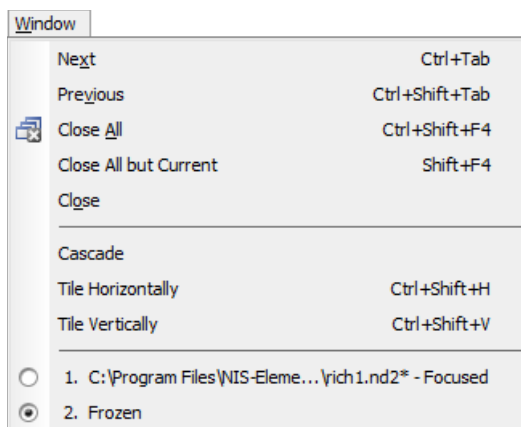 Window
Next Ctrl+Tab
Previous Ctrl+Shift+Tab
Close All Ctrl+Shift+F4
Close All but Current Shift+F4
Close
Cascade
Tile Horizontally Ctrl+Shift+H
Tile Vertically Ctrl+Shift+V
1. C:\Program Files\NIS-Eleme...\rich1.nd2* - Focused
2. Frozen